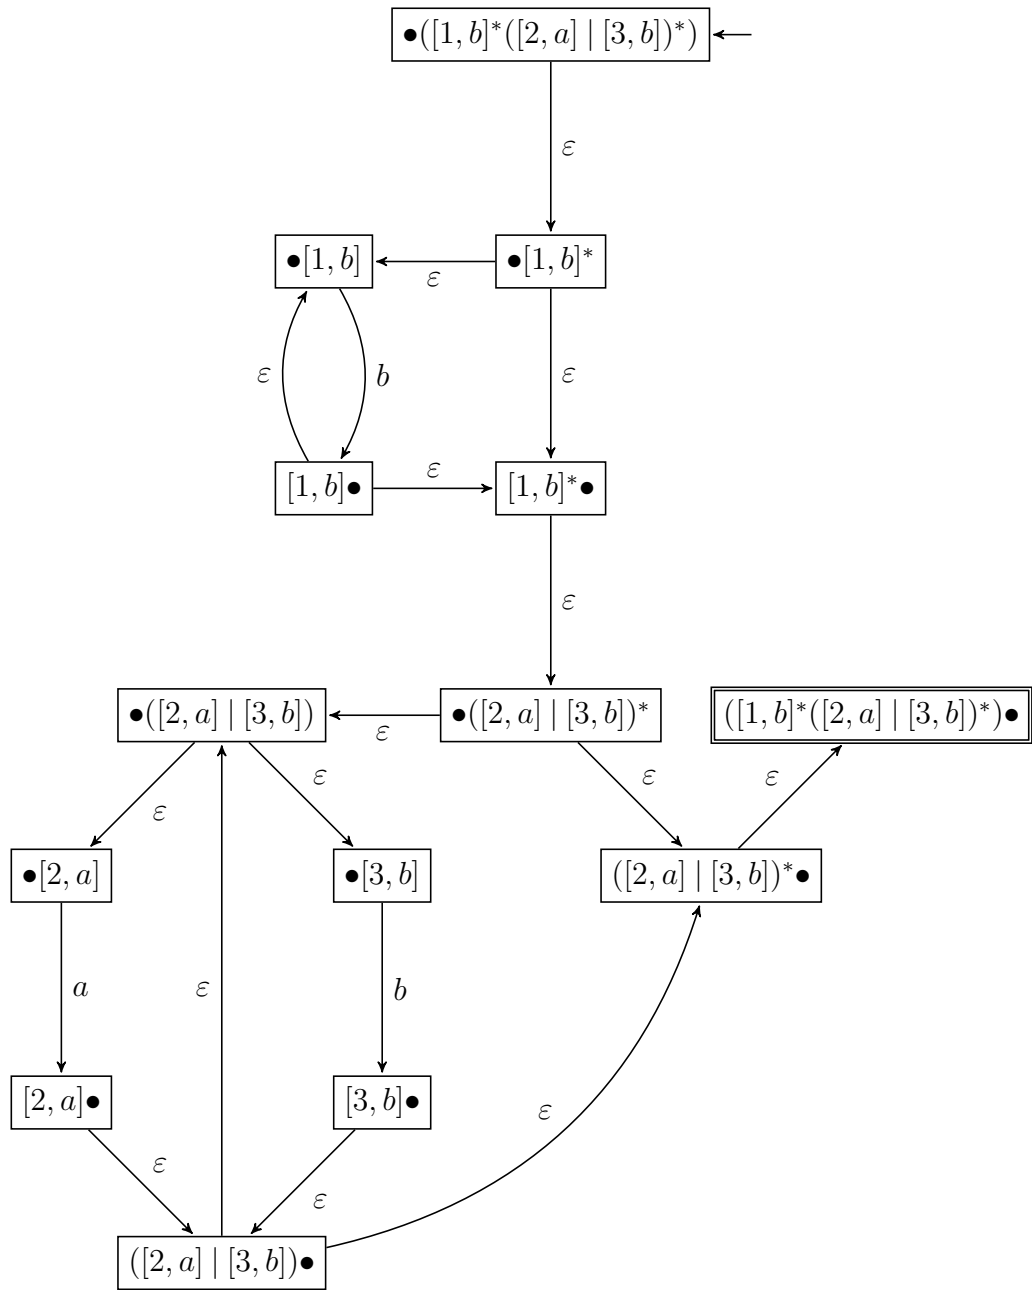 ●([1, b]*([2, a] | [3, b])*)
ε
●[1, b] ●[1, b]*
ε
ε b ε
ε
[1, b]● [1, b]*●
ε
●([2, a] | [3, b]) ●([2, a] | [3, b])* ([1, b]*([2, a] | [3, b])*)●
ε
ε ε ε ε
●[2, a] ●[3, b] ([2, a] | [3, b])*●
a ε b
[2, a]● [3, b]●
ε
ε ε
([2, a] | [3, b])●